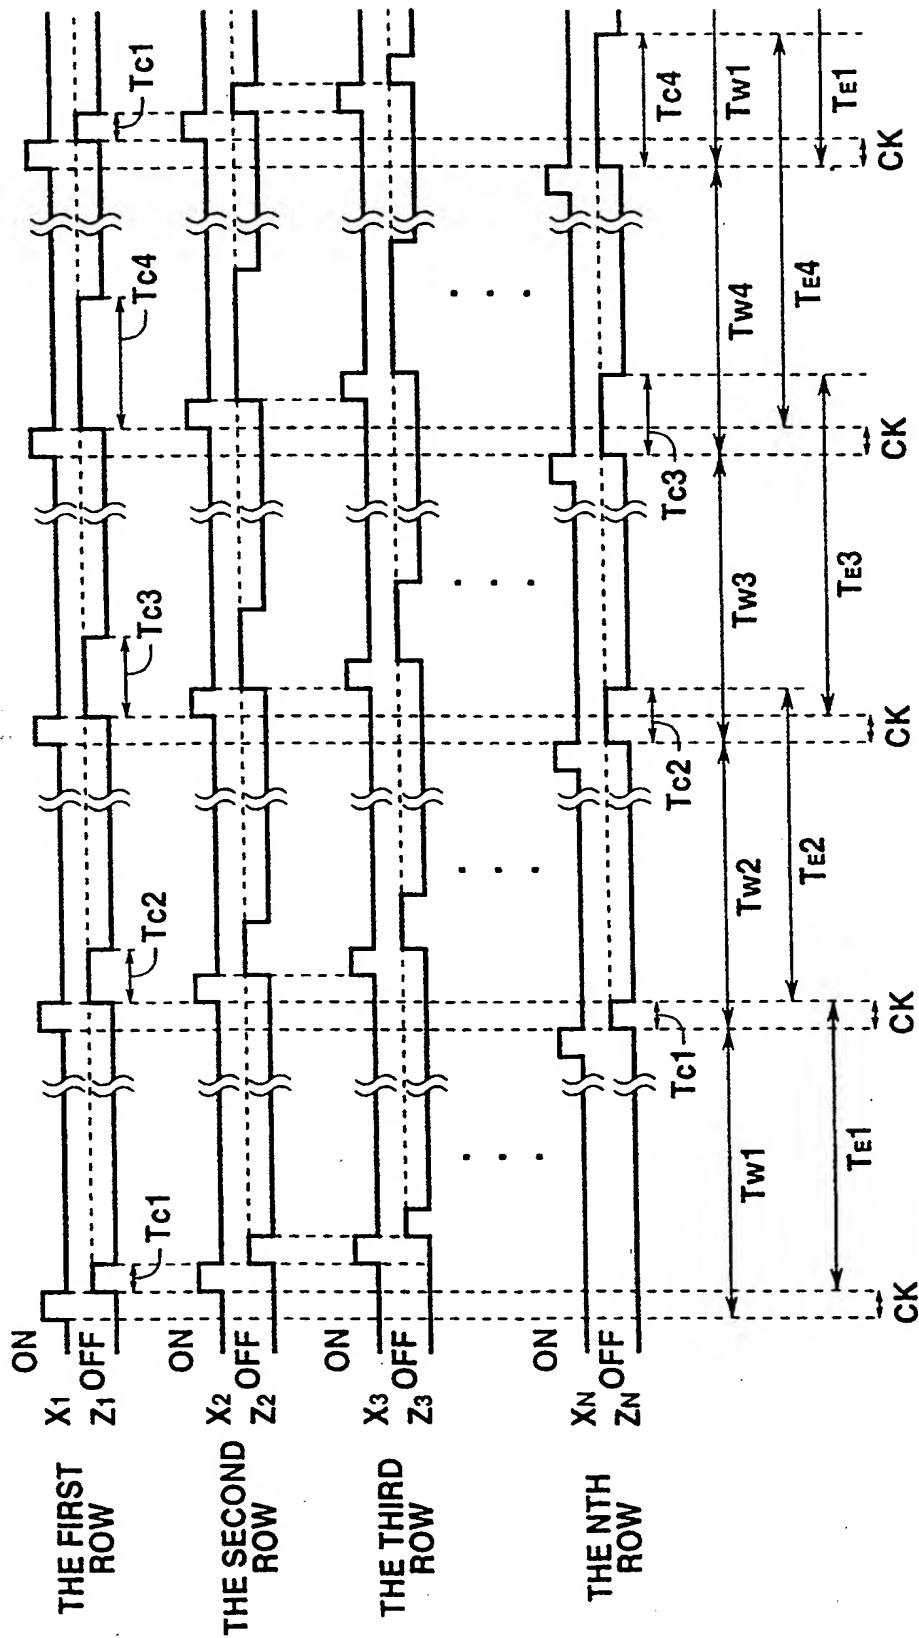 THE FIRST ROW
X1
ON
Z1
OFF
Tc1
Tc2
Tc3
Tc4
Tc1
THE SECOND ROW
X2
ON
Z2
OFF
THE THIRD ROW
X3
ON
Z3
OFF
THE NTH ROW
XN
ON
ZN
OFF
Tc1
Tc2
Tc3
Tc4
Tw1
Tw2
Tw3
Tw4
Tw1
TE2
TE4
TE1
TE3
TE1
CK
CK
CK
CK
CK